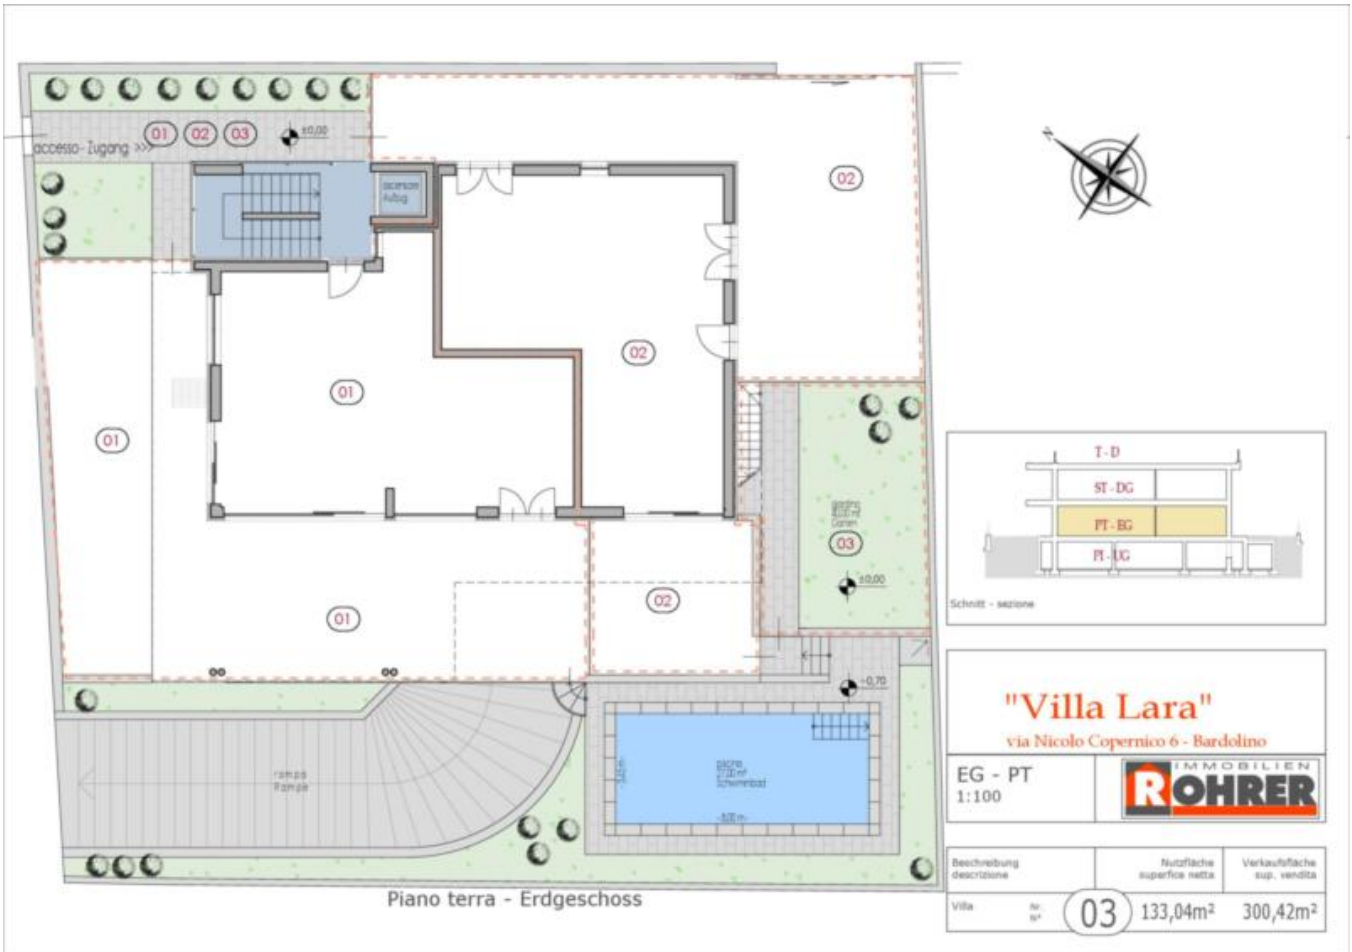 01 02 03 ±0,00
accesso - Zugang >>>
ascensore
Aufzug
02
02
01
01
giardino
Garten
03
±0,00
02
01
-0,70
rampa
Rampe
piscina
27,00 m²
Schwimmbad
Piano terra - Erdgeschoss
N
T - D
ST - DG
PT - EG
PI - UG
Schnitt - sezione
"Villa Lara"
via Nicolo Copernico 6 - Bardolino
EG - PT
1:100
IMMOBILIEN
ROHRER
Beschreibung Nutzfläche Verkaufsfläche
descrizione superfice netta sup. vendita
Villa Nr. 03 133,04m² 300,42m²
N°